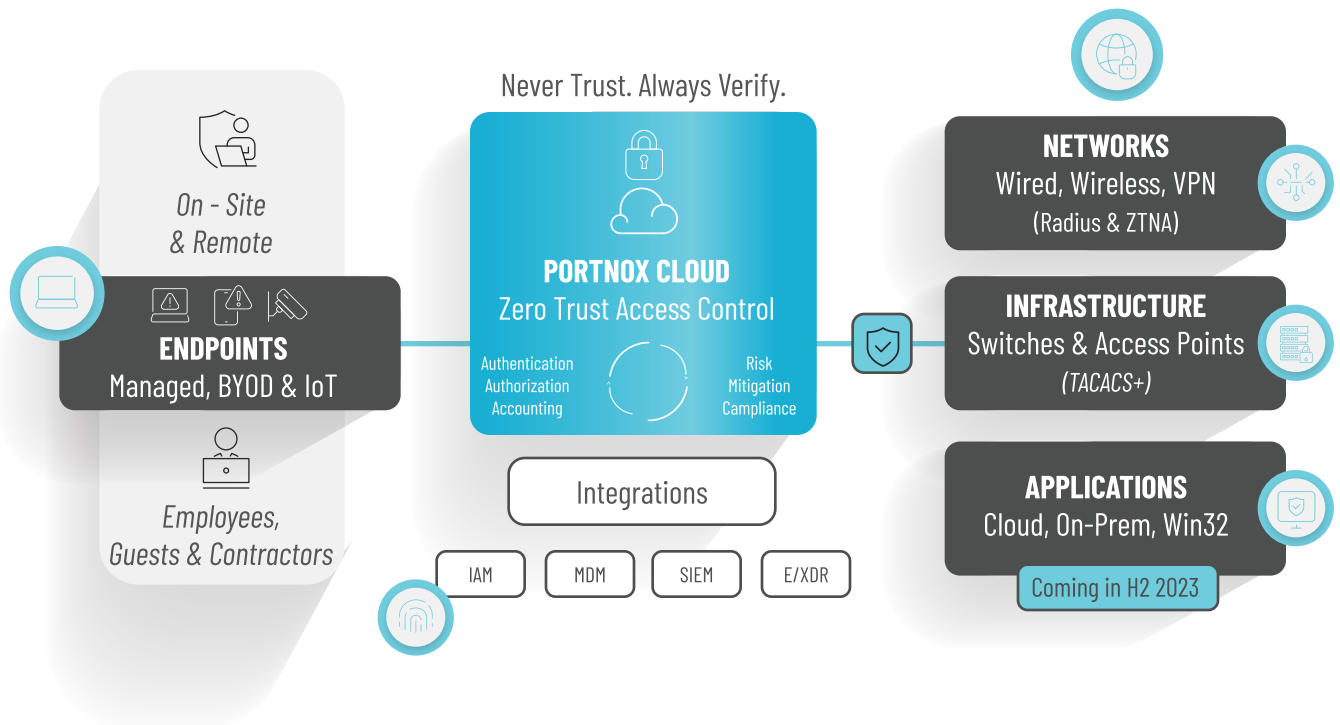 Never Trust. Always Verify.
On - Site
& Remote
ENDPOINTS
Managed, BYOD & IoT
Employees,
Guests & Contractors
PORTNOX CLOUD
Zero Trust Access Control
Authentication
Authorization
Accounting
Risk
Mitigation
Campliance
Integrations
IAM
MDM
SIEM
E/XDR
NETWORKS
Wired, Wireless, VPN
(Radius & ZTNA)
INFRASTRUCTURE
Switches & Access Points
(TACACS+)
APPLICATIONS
Cloud, On-Prem, Win32
Coming in H2 2023